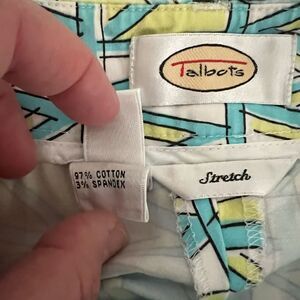 Talbots
97% COTTON
3% SPANDEX
Stretch